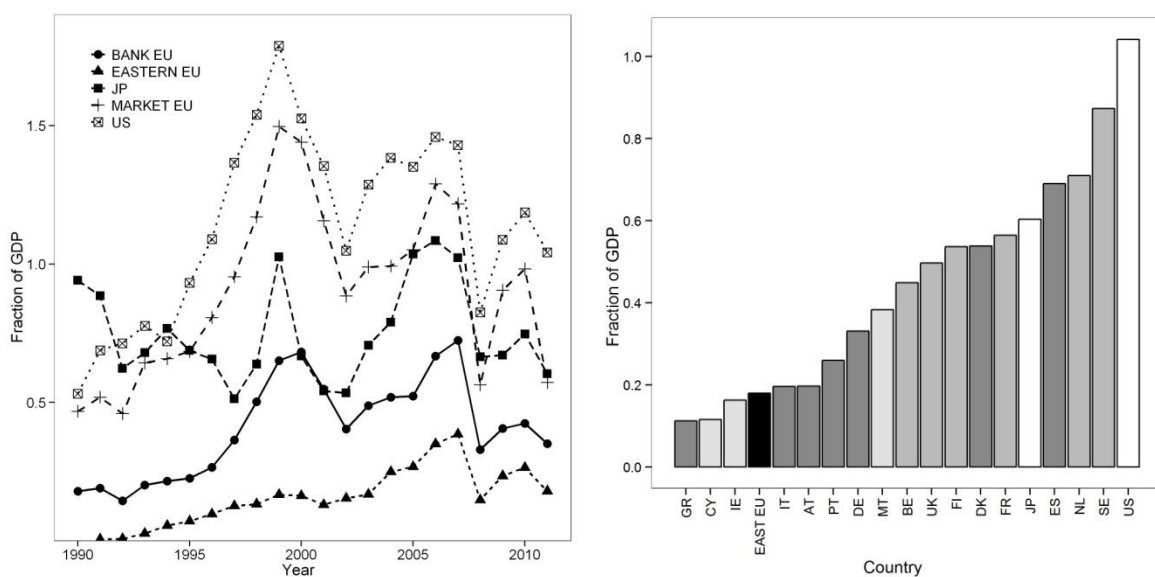 BANK EU
EASTERN EU
JP
MARKET EU
US
Fraction of GDP
1.5
1.0
0.5
1990
1995
2000
2005
2010
Year
Fraction of GDP
1.0
0.8
0.6
0.4
0.2
0.0
GR
CY
IE
EAST EU
IT
AT
PT
DE
MT
BE
UK
FI
DK
FR
JP
ES
NL
SE
US
Country